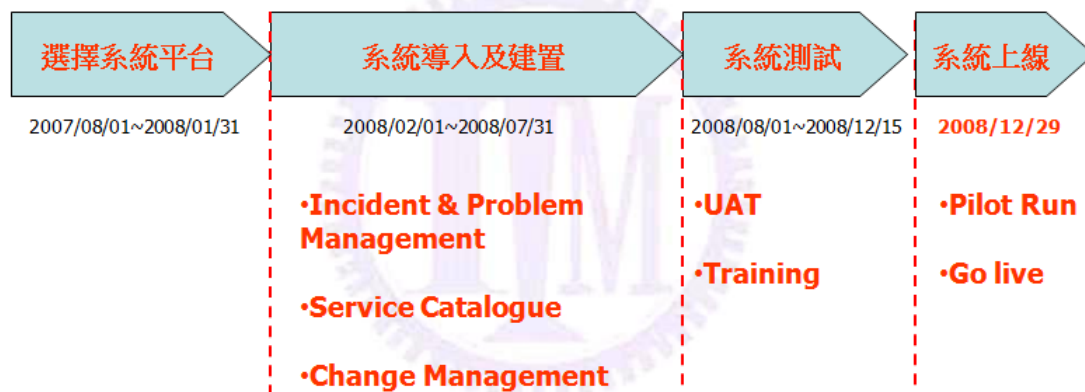 選擇系統平台
系統導入及建置
系統測試
系統上線
2007/08/01~2008/01/31
2008/02/01~2008/07/31
2008/08/01~2008/12/15
2008/12/29
•Incident & Problem
Management
•Service Catalogue
•Change Management
•UAT
•Training
•Pilot Run
•Go live